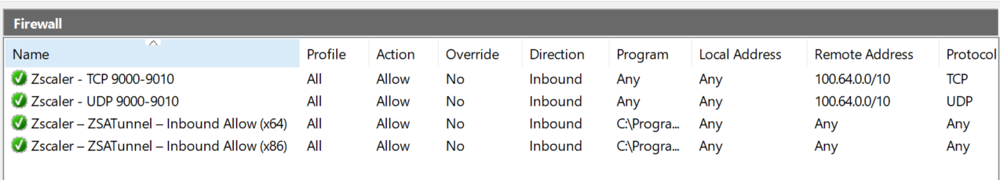 Firewall
Name Profile Action Override Direction Program Local Address Remote Address Protocol
Zscaler - TCP 9000-9010 All Allow No Inbound Any Any 100.64.0.0/10 TCP
Zscaler - UDP 9000-9010 All Allow No Inbound Any Any 100.64.0.0/10 UDP
Zscaler – ZSATunnel – Inbound Allow (x64) All Allow No Inbound C:\Progra... Any Any Any
Zscaler – ZSATunnel – Inbound Allow (x86) All Allow No Inbound C:\Progra... Any Any Any